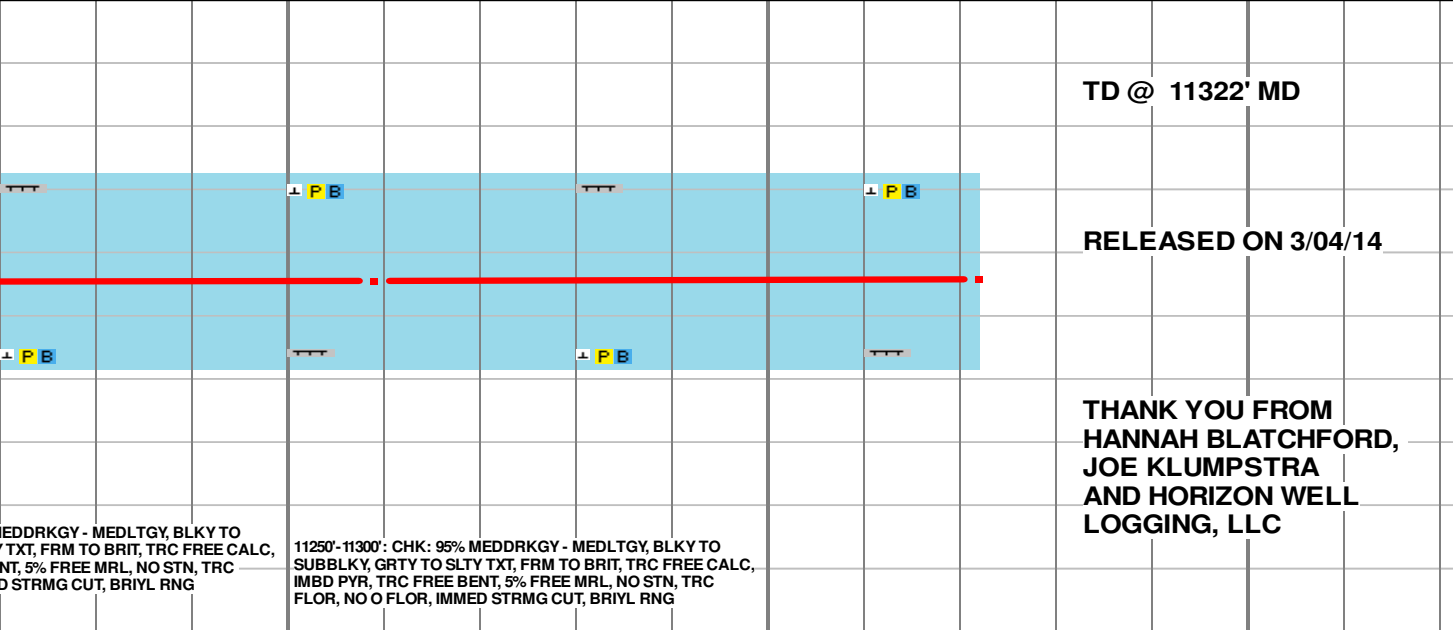 TD @ 11322' MD
P B
P B
RELEASED ON 3/04/14
P B
P B
THANK YOU FROM
HANNAH BLATCHFORD,
JOE KLUMPSTRA
AND HORIZON WELL
LOGGING, LLC
MEDDRKGY - MEDLTGY, BLKY TO
TXT, FRM TO BRIT, TRC FREE CALC,
5% FREE MRL, NO STN, TRC
STRMG CUT, BRIYL RNG
11250'-11300': CHK: 95% MEDDRKGY - MEDLTGY, BLKY TO
SUBBLKY, GRTY TO SLTY TXT, FRM TO BRIT, TRC FREE CALC,
IMBD PYR, TRC FREE BENT, 5% FREE MRL, NO STN, TRC
FLOR, NO O FLOR, IMMED STRMG CUT, BRIYL RNG